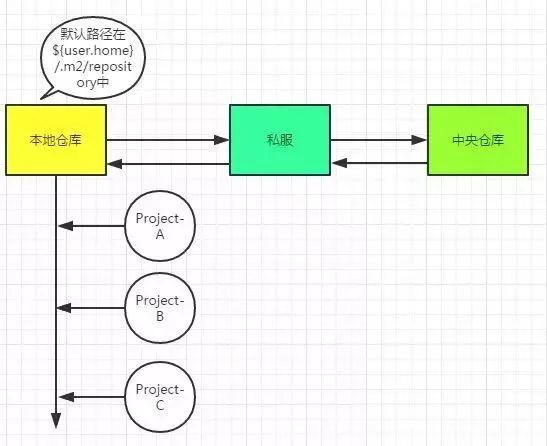 默认路径在
${user.home}
/.m2/reposit
ory中
本地仓库
私服
中央仓库
Project-
A
Project-
B
Project-
C